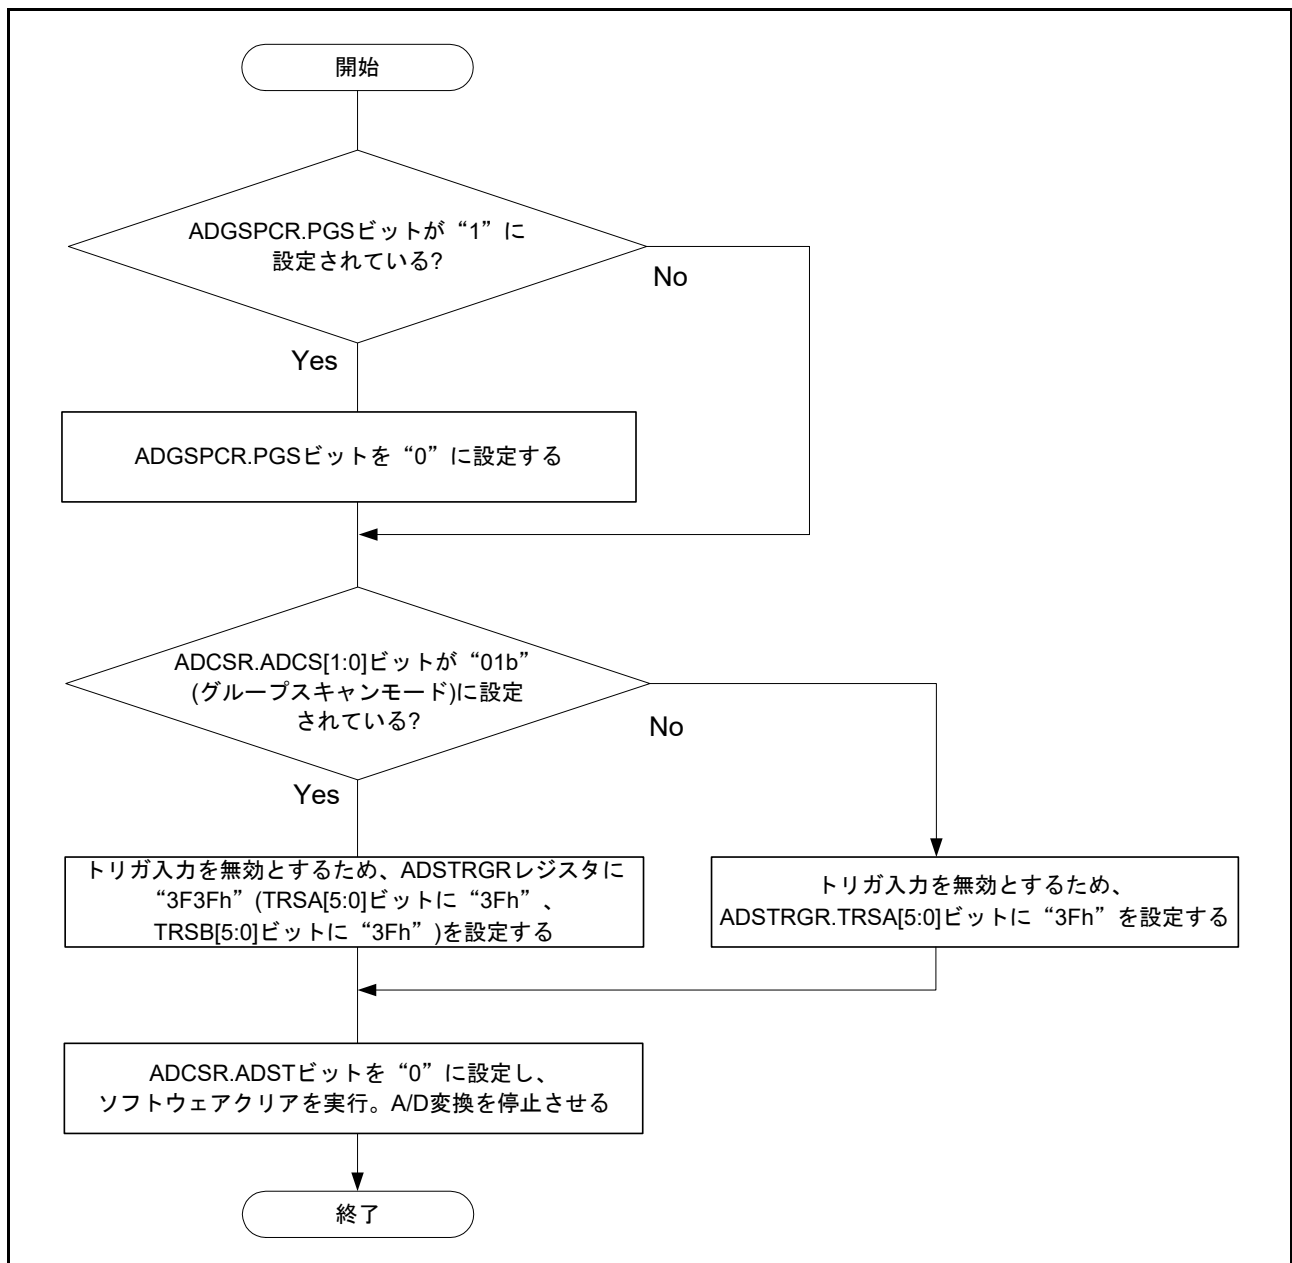 開始
ADGSPCR.PGSビットが“1”に
設定されている?
No
Yes
ADGSPCR.PGSビットを“0”に設定する
ADCSR.ADCS[1:0]ビットが“01b”
(グループスキャンモード)に設定
されている?
No
Yes
トリガ入力を無効とするため、ADSTRGRレジスタに
“3F3Fh”(TRSA[5:0]ビットに“3Fh”、
TRSB[5:0]ビットに“3Fh”)を設定する
トリガ入力を無効とするため、
ADSTRGR.TRSA[5:0]ビットに“3Fh”を設定する
ADCSR.ADSTビットを“0”に設定し、
ソフトウェアクリアを実行。A/D変換を停止させる
終了